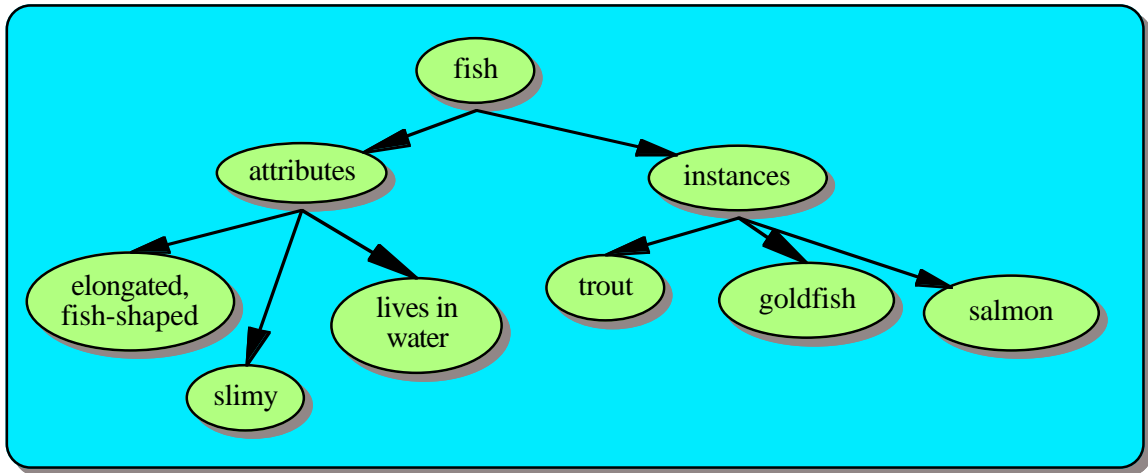 fish
attributes
instances
elongated,
fish-shaped
slimy
lives in
water
trout
goldfish
salmon